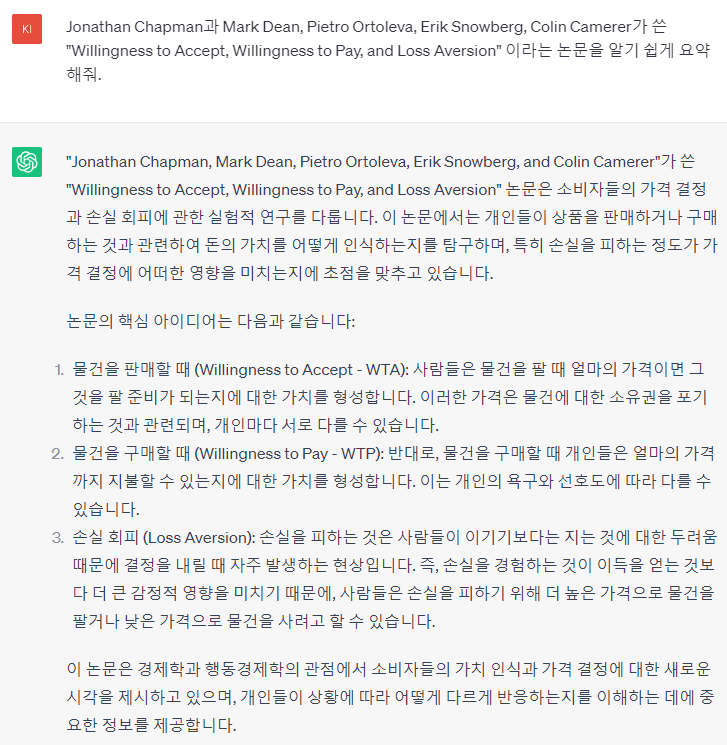 KI
Jonathan Chapman과 Mark Dean, Pietro Ortoleva, Erik Snowberg, Colin Camerer가 쓴
"Willingness to Accept, Willingness to Pay, and Loss Aversion" 이라는 논문을 알기 쉽게 요약
해줘.
"Jonathan Chapman, Mark Dean, Pietro Ortoleva, Erik Snowberg, and Colin Camerer"가 쓴
"Willingness to Accept, Willingness to Pay, and Loss Aversion" 논문은 소비자들의 가격 결정
과 손실 회피에 관한 실험적 연구를 다룹니다. 이 논문에서는 개인들이 상품을 판매하거나 구매
하는 것과 관련하여 돈의 가치를 어떻게 인식하는지를 탐구하며, 특히 손실을 피하는 정도가 가
격 결정에 어떠한 영향을 미치는지에 초점을 맞추고 있습니다.
논문의 핵심 아이디어는 다음과 같습니다:
1. 물건을 판매할 때 (Willingness to Accept - WTA): 사람들은 물건을 팔 때 얼마의 가격이면 그
것을 팔 준비가 되는지에 대한 가치를 형성합니다. 이러한 가격은 물건에 대한 소유권을 포기
하는 것과 관련되며, 개인마다 서로 다를 수 있습니다.
2. 물건을 구매할 때 (Willingness to Pay - WTP): 반대로, 물건을 구매할 때 개인들은 얼마의 가격
까지 지불할 수 있는지에 대한 가치를 형성합니다. 이는 개인의 욕구와 선호도에 따라 다를 수
있습니다.
3. 손실 회피 (Loss Aversion): 손실을 피하는 것은 사람들이 이기기보다는 지는 것에 대한 두려움
때문에 결정을 내릴 때 자주 발생하는 현상입니다. 즉, 손실을 경험하는 것이 이득을 얻는 것보
다 더 큰 감정적 영향을 미치기 때문에, 사람들은 손실을 피하기 위해 더 높은 가격으로 물건을
팔거나 낮은 가격으로 물건을 사려고 할 수 있습니다.
이 논문은 경제학과 행동경제학의 관점에서 소비자들의 가치 인식과 가격 결정에 대한 새로운
시각을 제시하고 있으며, 개인들이 상황에 따라 어떻게 다르게 반응하는지를 이해하는 데에 중
요한 정보를 제공합니다.